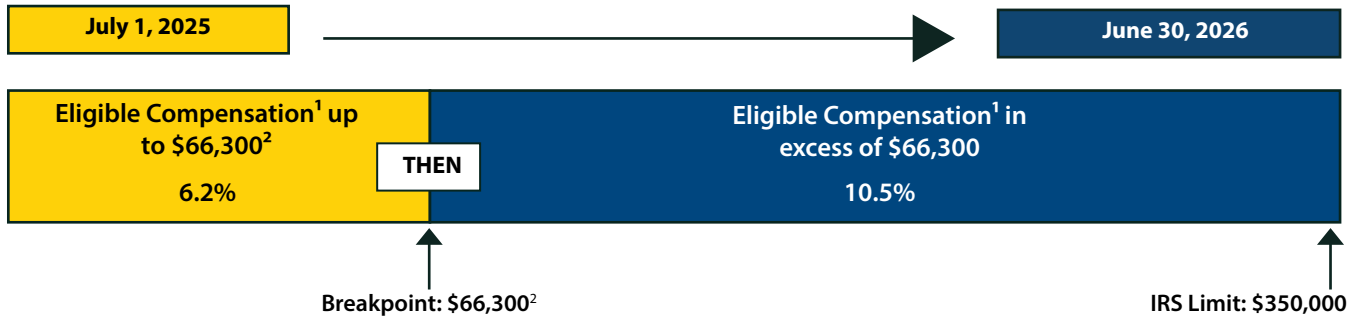 July 1, 2025
June 30, 2026
Eligible Compensation¹ up
to $66,300²
6.2%
THEN
Eligible Compensation¹ in
excess of $66,300
10.5%
Breakpoint: $66,300²
IRS Limit: $350,000